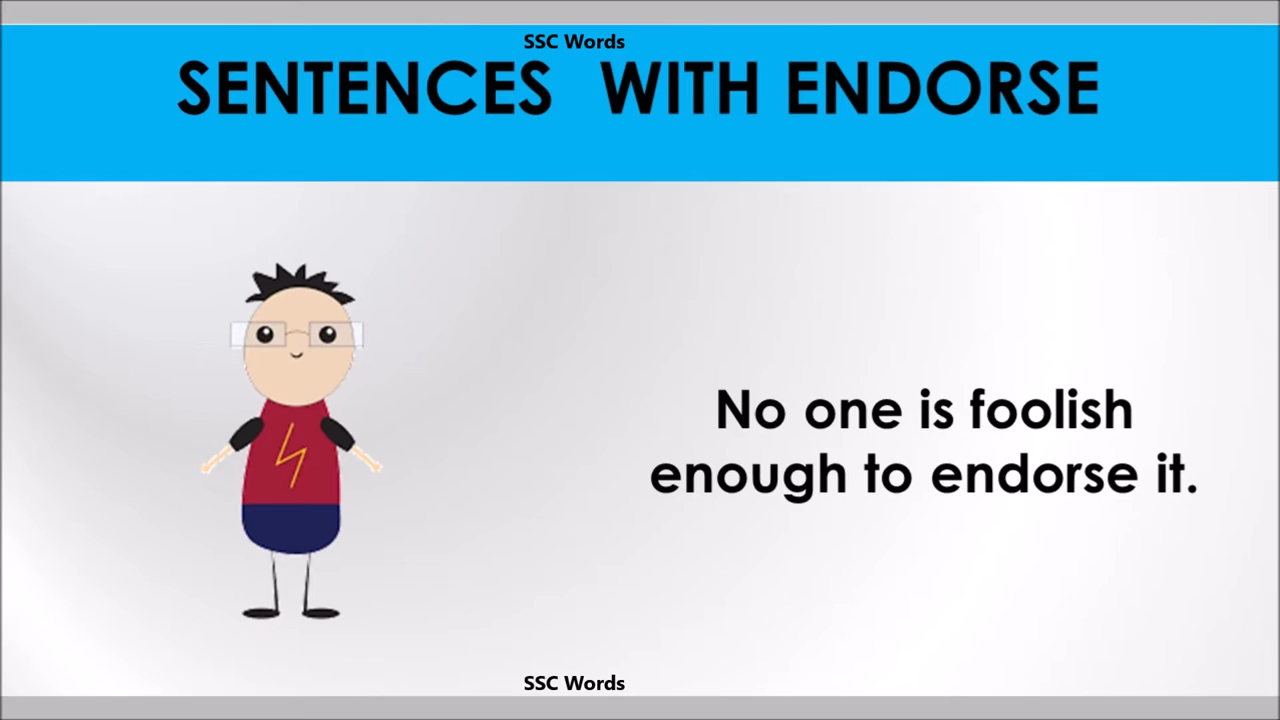 SSC Words
SENTENCES WITH ENDORSE
No one is foolish
enough to endorse it.
SSC Words